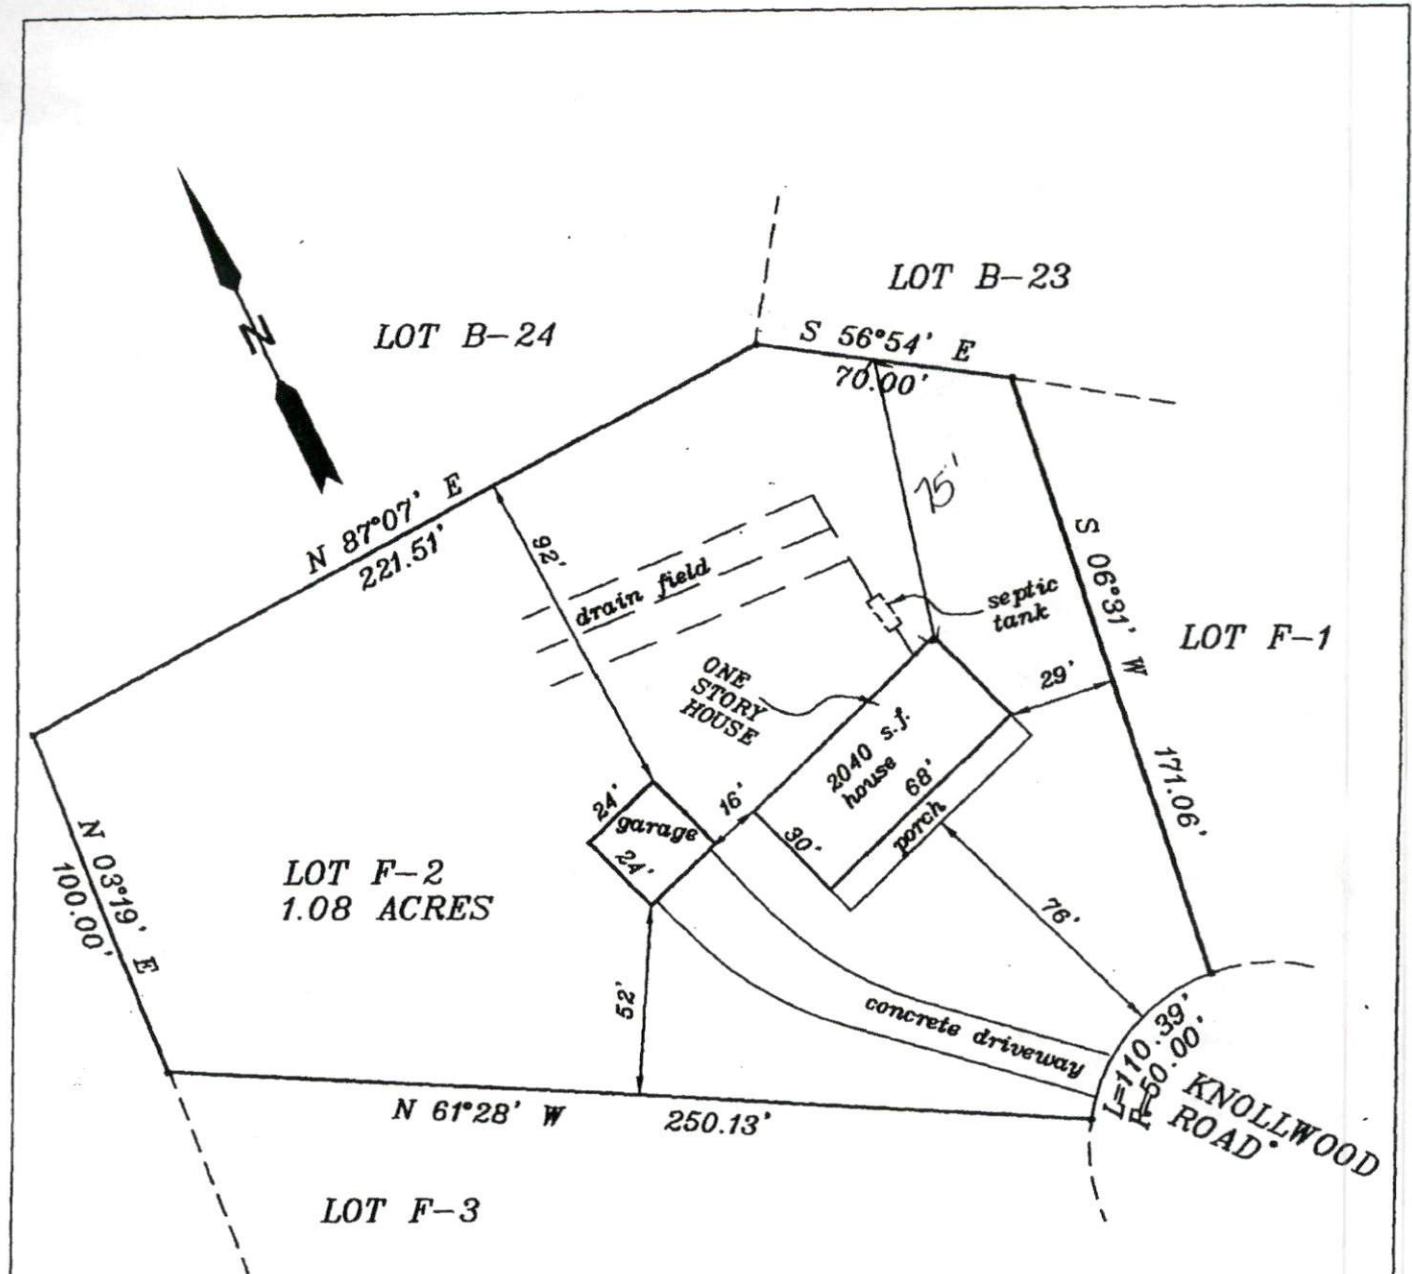 LOT B-23
N
LOT B-24
S 56°54' E
70.00'
75'
N 87°07' E
221.51'
92'
drain field
septic
tank
S 06°31' W
171.06'
LOT F-1
ONE
STORY
HOUSE
29'
2040 s.f.
house
68'
porch
30'
16'
24'
garage
24'
N 03°19' E
100.00'
LOT F-2
1.08 ACRES
76'
52'
concrete driveway
L=110.39'
R=50.00'
KNOLLWOOD
ROAD
N 61°28' W
250.13'
LOT F-3